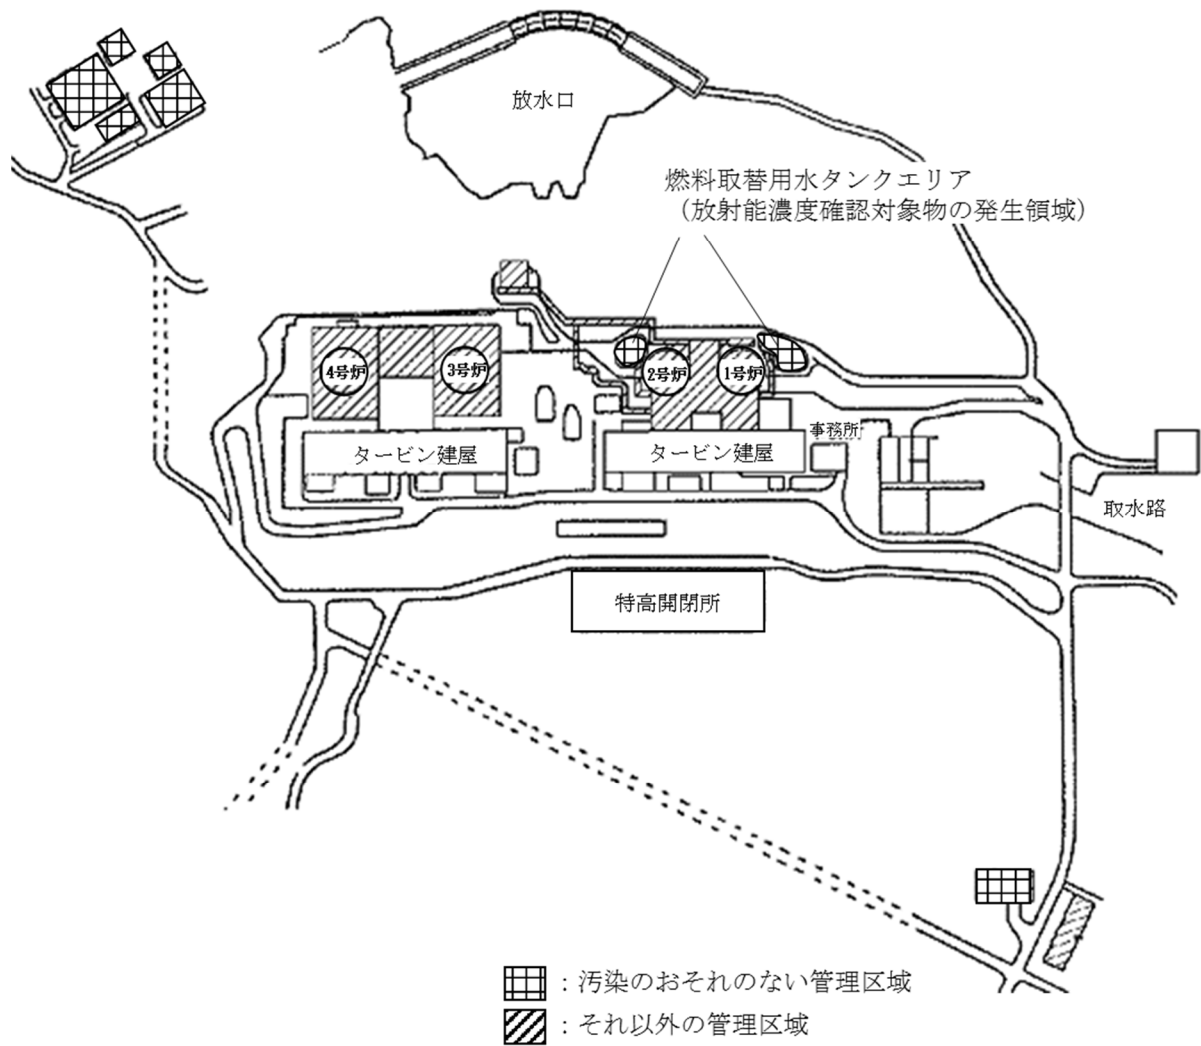 放水口
燃料取替用水タンクエリア
（放射能濃度確認対象物の発生領域）
4号炉
3号炉
2号炉
1号炉
タービン建屋
タービン建屋
事務所
取水路
特高開閉所
：汚染のおそれのない管理区域
：それ以外の管理区域